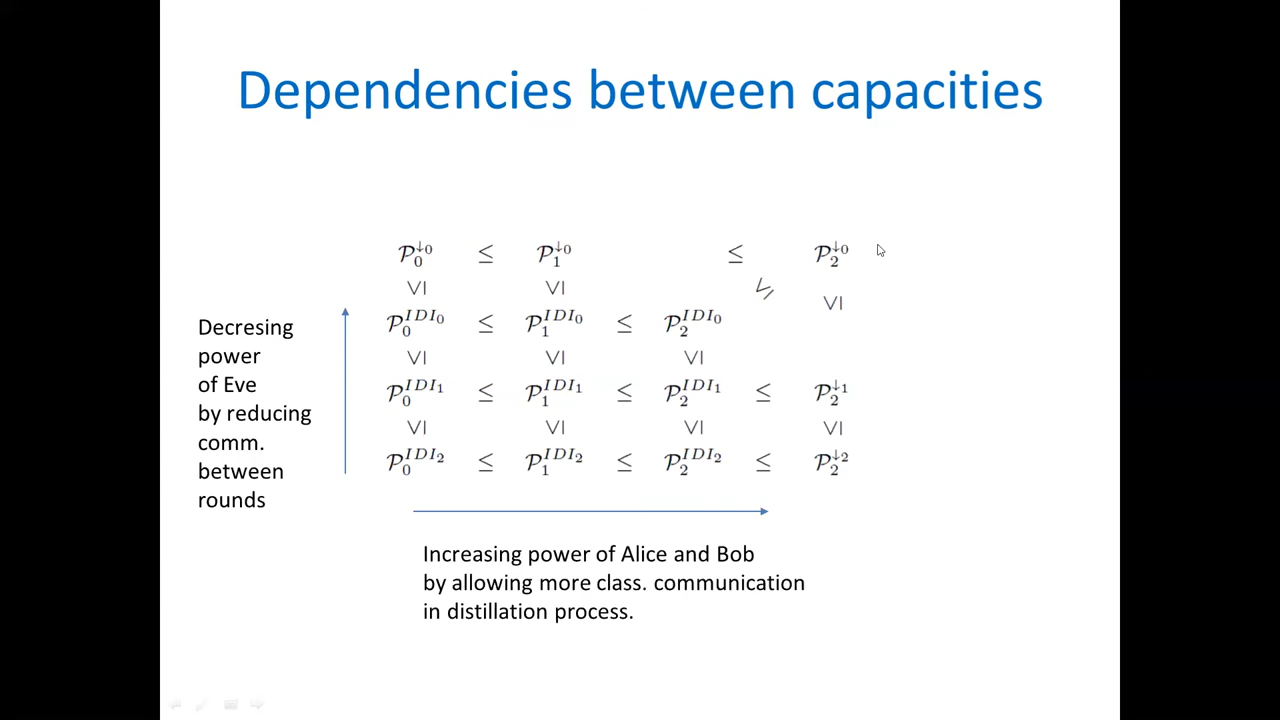 Dependencies between capacities
𝒫₀^{↓0} ≤ 𝒫₁^{↓0} ≤ 𝒫₂^{↓0}
∨| ∨| ∨| ∨|
𝒫₀^{IDI₀} ≤ 𝒫₁^{IDI₀} ≤ 𝒫₂^{IDI₀}
∨| ∨| ∨|
𝒫₀^{IDI₁} ≤ 𝒫₁^{IDI₁} ≤ 𝒫₂^{IDI₁} ≤ 𝒫₂^{↓1}
∨| ∨| ∨| ∨|
𝒫₀^{IDI₂} ≤ 𝒫₁^{IDI₂} ≤ 𝒫₂^{IDI₂} ≤ 𝒫₂^{↓2}
Decresing
power
of Eve
by reducing
comm.
between
rounds
Increasing power of Alice and Bob
by allowing more class. communication
in distillation process.